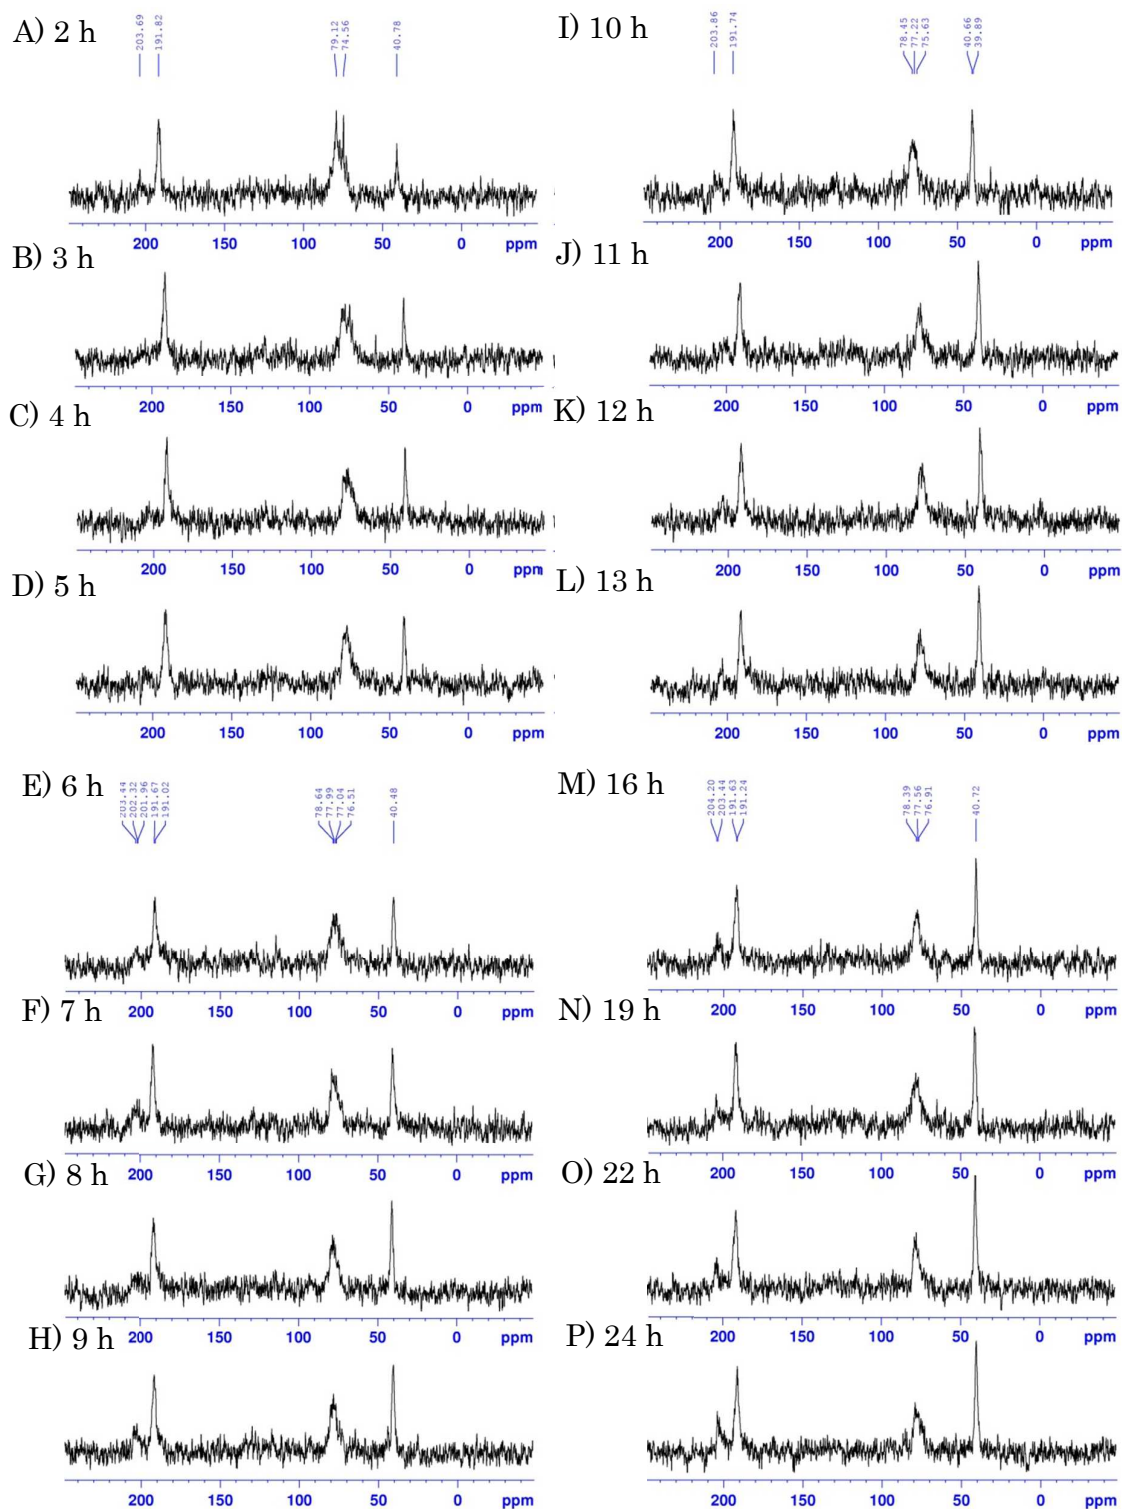 A) 2 h
203.69
191.82
79.12
74.56
40.78
200 150 100 50 0 ppm
B) 3 h
200 150 100 50 0 ppm
C) 4 h
200 150 100 50 0 ppm
D) 5 h
200 150 100 50 0 ppm
E) 6 h
203.44
202.32
201.96
191.67
191.02
78.64
77.99
77.04
76.51
40.48
200 150 100 50 0 ppm
F) 7 h
200 150 100 50 0 ppm
G) 8 h
200 150 100 50 0 ppm
H) 9 h
200 150 100 50 0 ppm
I) 10 h
203.86
191.74
78.45
77.22
75.63
40.66
39.89
200 150 100 50 0 ppm
J) 11 h
200 150 100 50 0 ppm
K) 12 h
200 150 100 50 0 ppm
L) 13 h
200 150 100 50 0 ppm
M) 16 h
204.20
203.44
191.63
191.24
78.39
77.56
76.91
40.72
200 150 100 50 0 ppm
N) 19 h
200 150 100 50 0 ppm
O) 22 h
200 150 100 50 0 ppm
P) 24 h
200 150 100 50 0 ppm